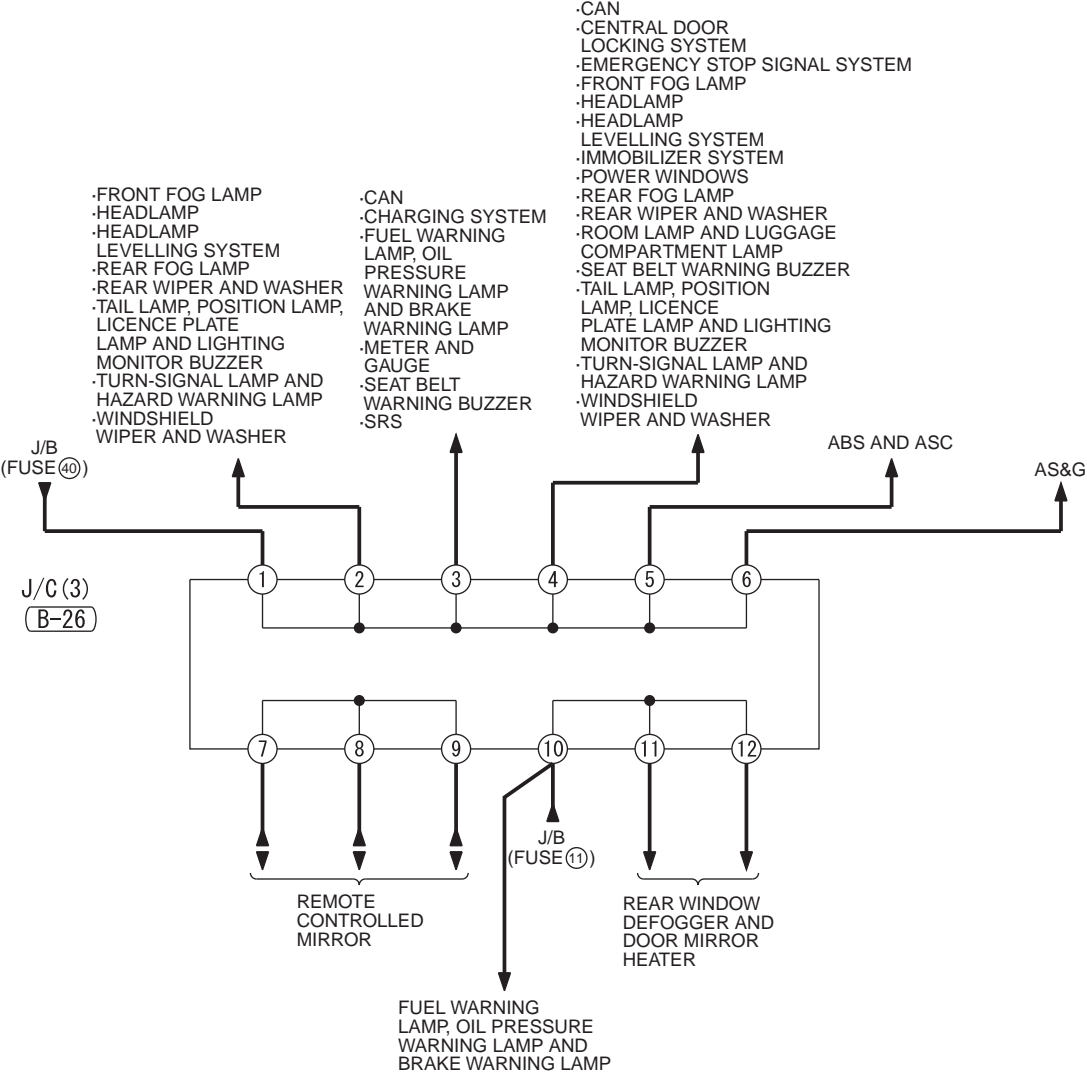 ·CAN
·CENTRAL DOOR
LOCKING SYSTEM
·EMERGENCY STOP SIGNAL SYSTEM
·FRONT FOG LAMP
·HEADLAMP
·HEADLAMP
LEVELLING SYSTEM
·IMMOBILIZER SYSTEM
·POWER WINDOWS
·REAR FOG LAMP
·REAR WIPER AND WASHER
·ROOM LAMP AND LUGGAGE
COMPARTMENT LAMP
·SEAT BELT WARNING BUZZER
·TAIL LAMP, POSITION
LAMP, LICENCE
PLATE LAMP AND LIGHTING
MONITOR BUZZER
·TURN-SIGNAL LAMP AND
HAZARD WARNING LAMP
·WINDSHIELD
WIPER AND WASHER
·FRONT FOG LAMP
·HEADLAMP
·HEADLAMP
LEVELLING SYSTEM
·REAR FOG LAMP
·REAR WIPER AND WASHER
·TAIL LAMP, POSITION LAMP,
LICENCE PLATE
LAMP AND LIGHTING
MONITOR BUZZER
·TURN-SIGNAL LAMP AND
HAZARD WARNING LAMP
·WINDSHIELD
WIPER AND WASHER
·CAN
·CHARGING SYSTEM
·FUEL WARNING
LAMP, OIL
PRESSURE
WARNING LAMP
AND BRAKE
WARNING LAMP
·METER AND
GAUGE
·SEAT BELT
WARNING BUZZER
·SRS
J/B
(FUSE 40)
ABS AND ASC
AS&G
J/C (3)
B-26
1 2 3 4 5 6
7 8 9 10 11 12
J/B
(FUSE 11)
REMOTE
CONTROLLED
MIRROR
REAR WINDOW
DEFOGGER AND
DOOR MIRROR
HEATER
FUEL WARNING
LAMP, OIL PRESSURE
WARNING LAMP AND
BRAKE WARNING LAMP